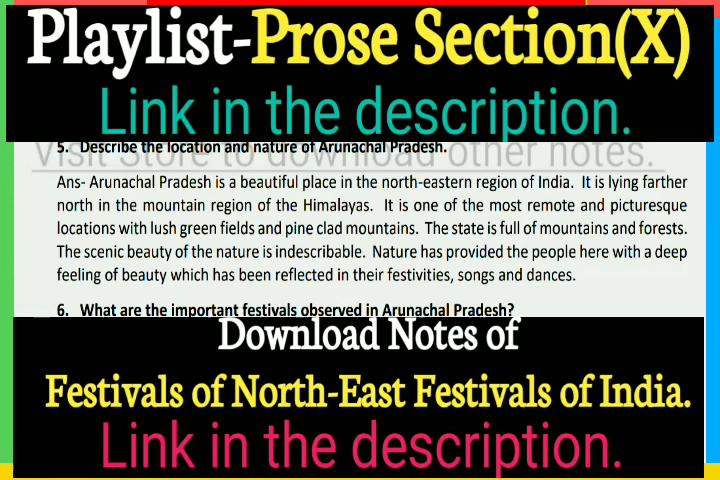 Playlist-Prose Section(X)
Link in the description.
5. Describe the location and nature of Arunachal Pradesh.
Visit Store to download other notes.
Ans- Arunachal Pradesh is a beautiful place in the north-eastern region of India. It is lying farther
north in the mountain region of the Himalayas. It is one of the most remote and picturesque
locations with lush green fields and pine clad mountains. The state is full of mountains and forests.
The scenic beauty of the nature is indescribable. Nature has provided the people here with a deep
feeling of beauty which has been reflected in their festivities, songs and dances.
6. What are the important festivals observed in Arunachal Pradesh?
Download Notes of
Festivals of North-East Festivals of India.
Link in the description.